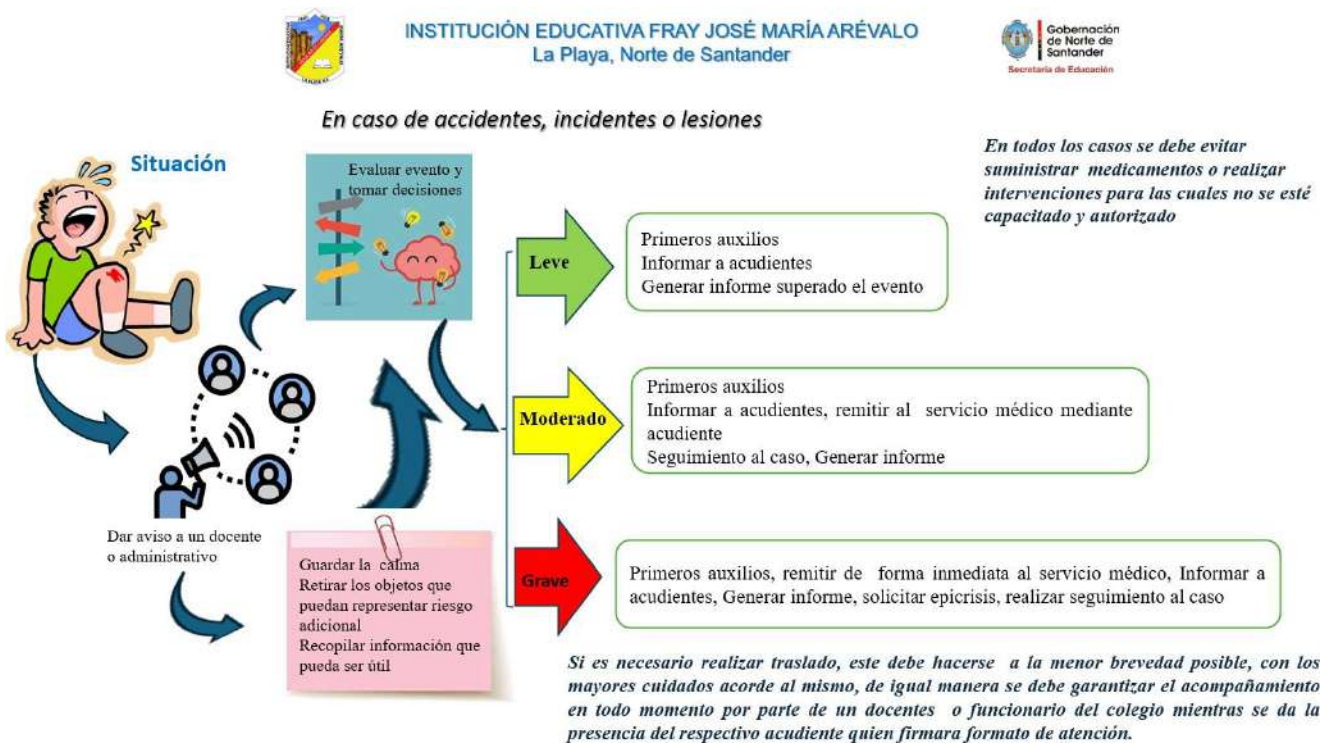 INSTITUCIÓN EDUCATIVA FRAY JOSÉ MARÍA ARÉVALO
La Playa, Norte de Santander
Gobernación
de Norte de
Santander
Secretaría de Educación
En caso de accidentes, incidentes o lesiones
En todos los casos se debe evitar
suministrar medicamentos o realizar
intervenciones para las cuales no se esté
capacitado y autorizado
Situación
Evaluar evento y
tomar decisiones
Leve
Primeros auxilios
Informar a acudientes
Generar informe superado el evento
Moderado
Primeros auxilios
Informar a acudientes, remitir al servicio médico mediante
acudiente
Seguimiento al caso, Generar informe
Dar aviso a un docente
o administrativo
Guardar la calma
Retirar los objetos que
puedan representar riesgo
adicional
Recopilar información que
pueda ser útil
Grave
Primeros auxilios, remitir de forma inmediata al servicio médico, Informar a
acudientes, Generar informe, solicitar epicrisis, realizar seguimiento al caso
Si es necesario realizar traslado, este debe hacerse a la menor brevedad posible, con los
mayores cuidados acorde al mismo, de igual manera se debe garantizar el acompañamiento
en todo momento por parte de un docentes o funcionario del colegio mientras se da la
presencia del respectivo acudiente quien firmara formato de atención.